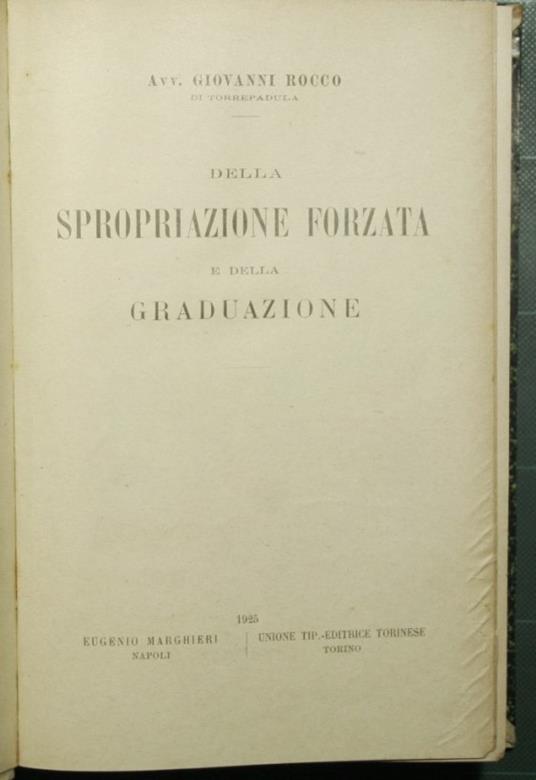 Avv. GIOVANNI ROCCO
DI TORREPADULA
DELLA
SPROPRIAZIONE FORZATA
E DELLA
GRADUAZIONE
1925
EUGENIO MARGHIERI
NAPOLI
UNIONE TIP.-EDITRICE TORINESE
TORINO